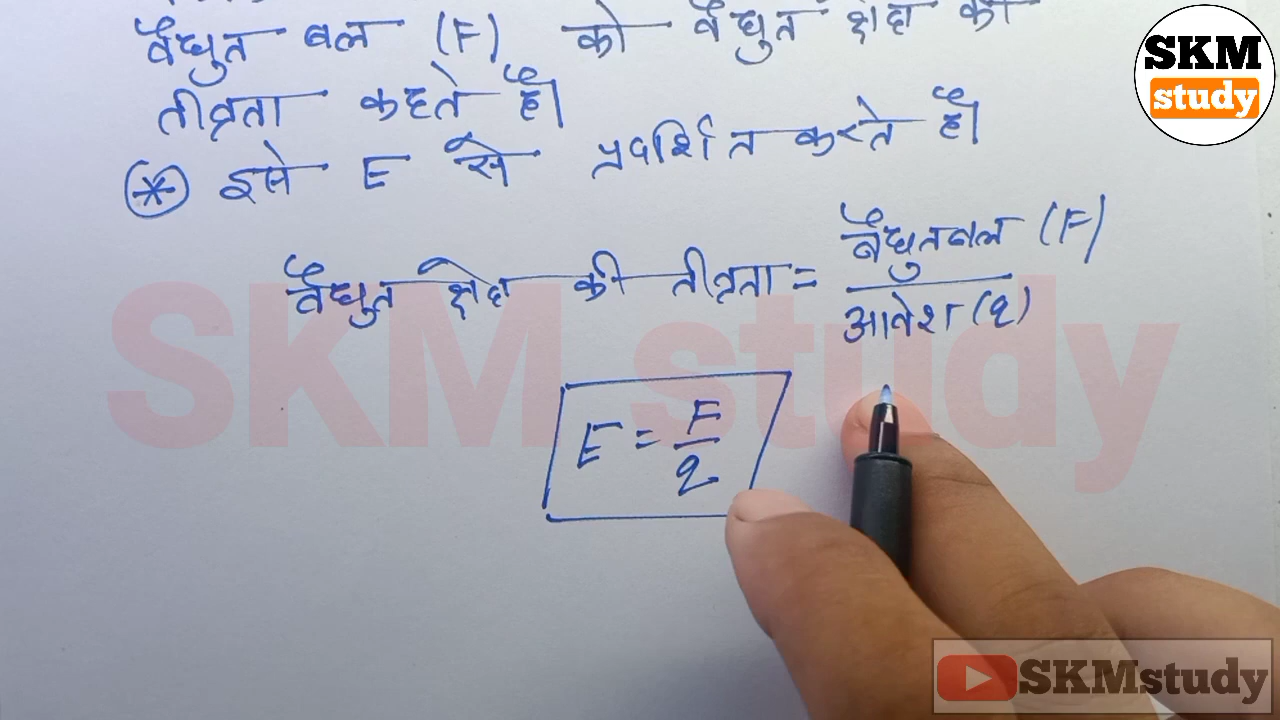 वैद्युत बल (F) को वैद्युत क्षेत्र की
तीव्रता कहते हैं।
* इसे E से प्रदर्शित करते हैं।
वैद्युत क्षेत्र की तीव्रता = वैद्युतबल (F)
आवेश (q)
E = F
q
SKM
study
SKM study
SKMstudy